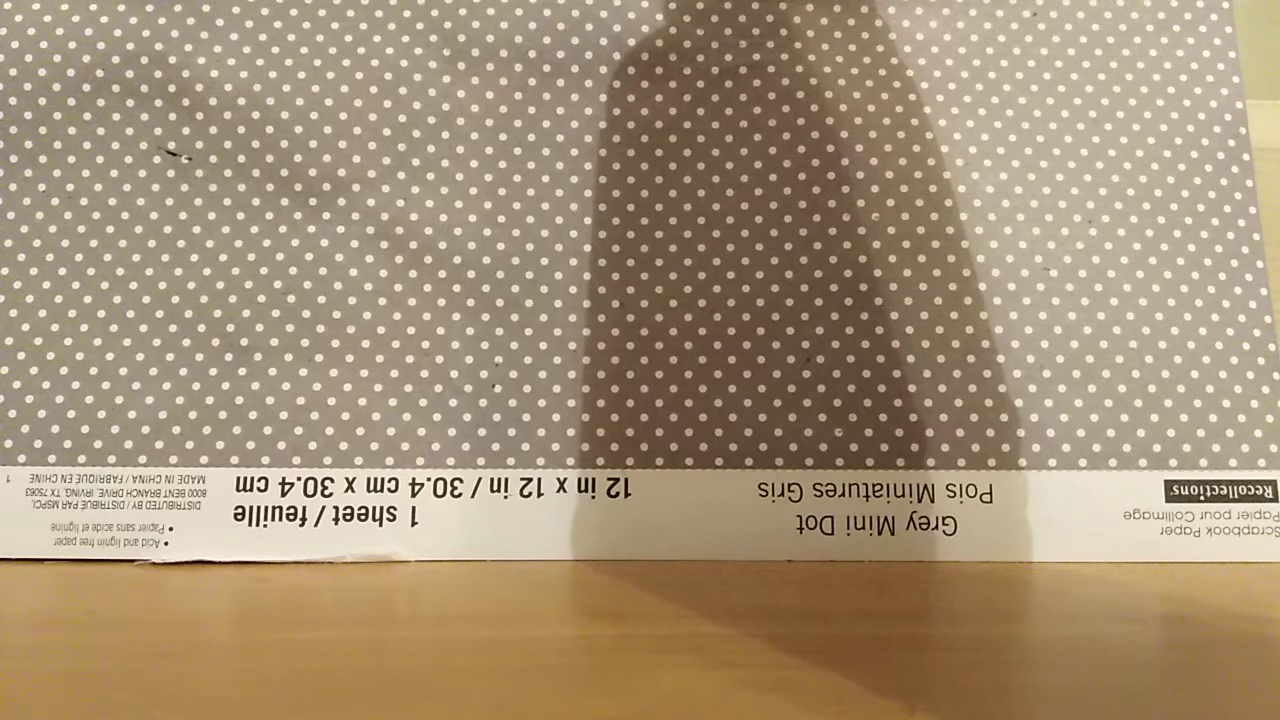 Scrapbook Paper
Papier pour Collimage
Recollections™
Grey Mini Dot
Pois Miniatures Gris
1 sheet / feuille
12 in x 12 in / 30.4 cm x 30.4 cm
• Acid and lignin free paper
• Papier sans acide et lignine
DISTRIBUTED BY / DISTRIBUÉ PAR MSPCI,
8000 BENT BRANCH DRIVE, IRVING, TX 75063
MADE IN CHINA / FABRIQUÉ EN CHINE
1